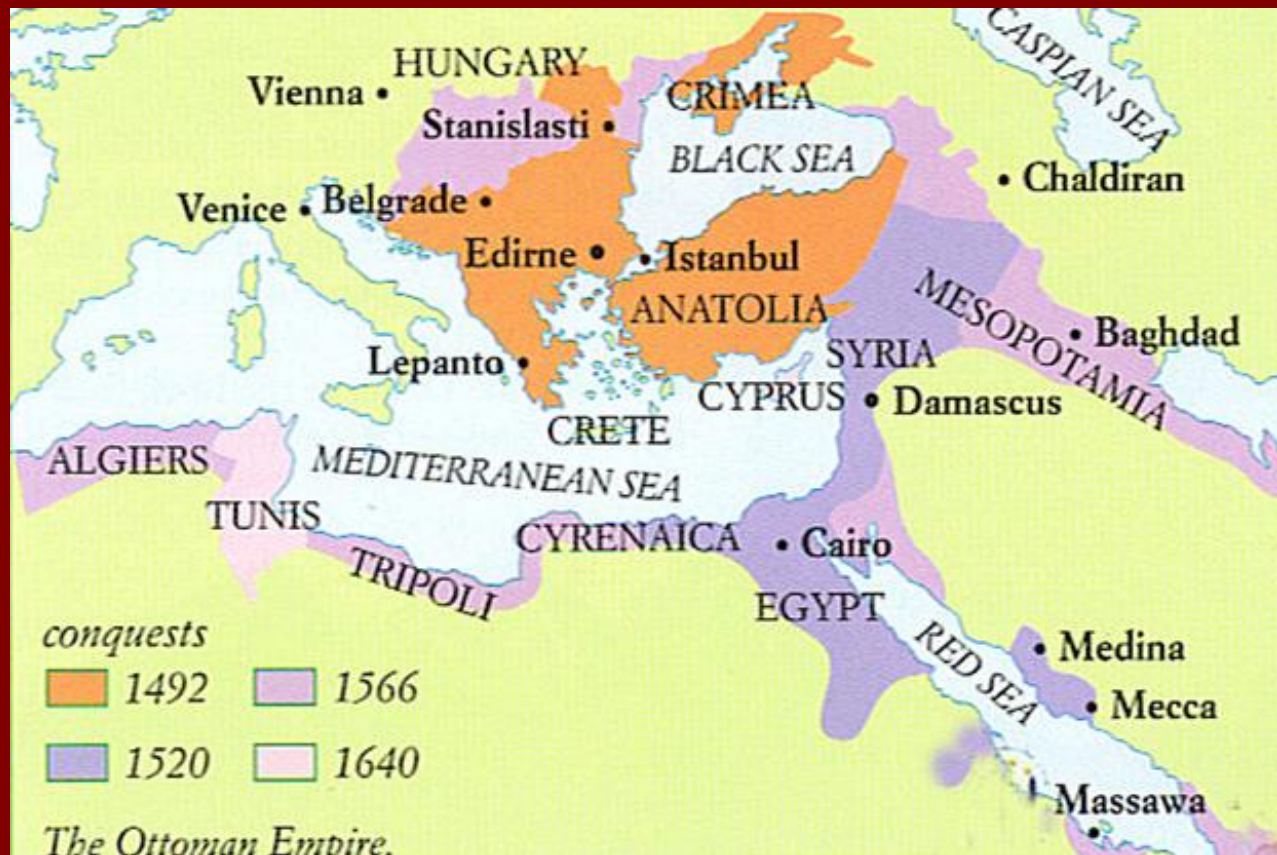 CASPIAN SEA
HUNGARY
Vienna
CRIMEA
Stanislasti
BLACK SEA
Chaldiran
Venice
Belgrade
Edirne
Istanbul
ANATOLIA
MESOPOTAMIA
Baghdad
Lepanto
SYRIA
CYPRUS
Damascus
CRETE
ALGIERS
MEDITERRANEAN SEA
TUNIS
CYRENAICA
Cairo
TRIPOLI
EGYPT
RED SEA
Medina
Mecca
Massawa
conquests
1492 1566
1520 1640
The Ottoman Empire.